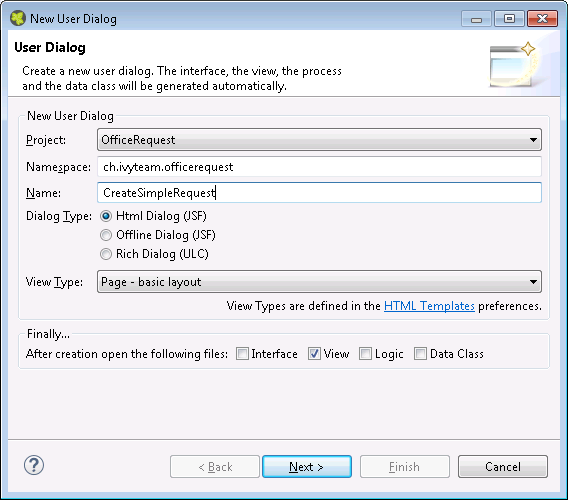 New User Dialog
User Dialog
Create a new user dialog. The interface, the view, the process
and the data class will be generated automatically.
New User Dialog
Project: OfficeRequest
Namespace: ch.ivyteam.officerequest
Name: CreateSimpleRequest
Dialog Type: Html Dialog (JSF)
Offline Dialog (JSF)
Rich Dialog (ULC)
View Type: Page - basic layout
View Types are defined in the HTML Templates preferences.
Finally...
After creation open the following files: Interface View Logic Data Class
? < Back Next > Finish Cancel